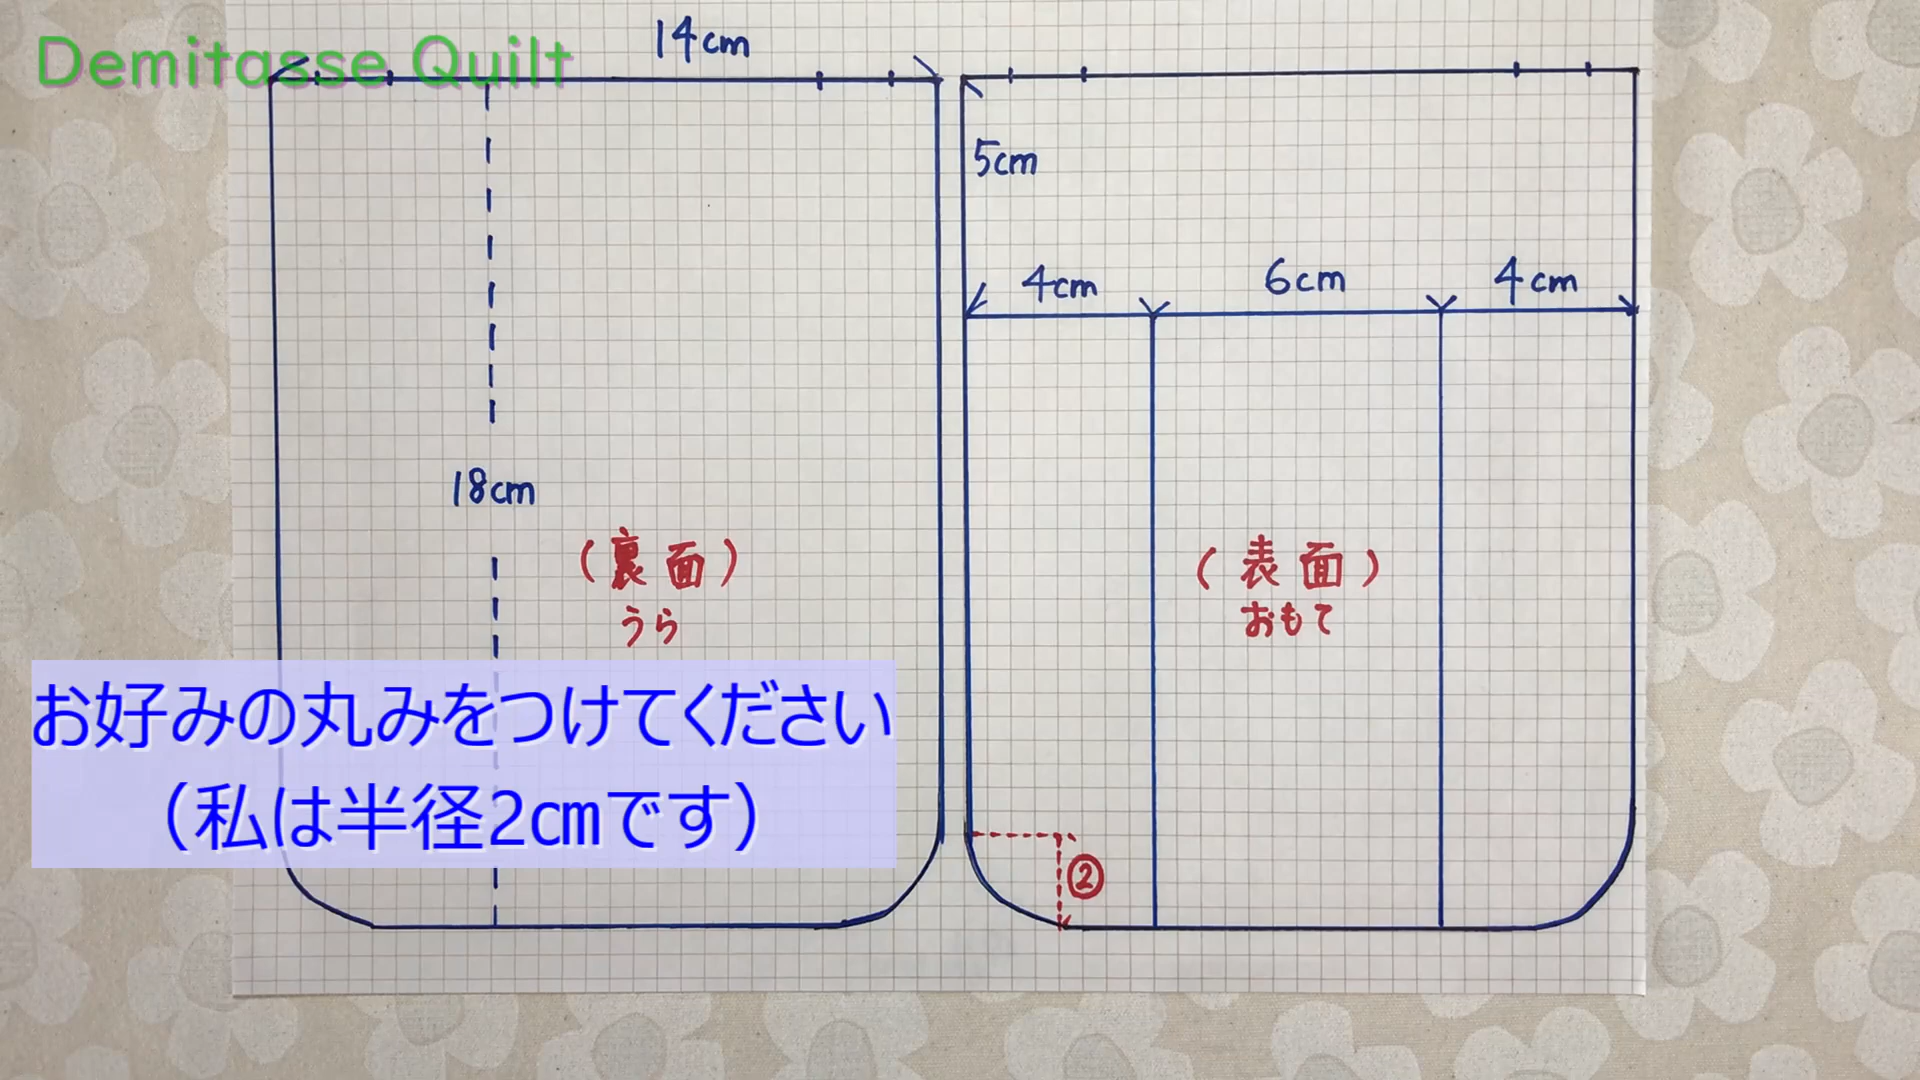 Demitasse Quilt
14cm
5cm
4cm
6cm
4cm
18cm
(裏面)
うら
(表面)
おもて
お好みの丸みをつけてください
（私は半径2㎝です）
②